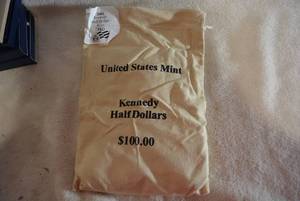 United States Mint
Kennedy
Half Dollars
$100.00